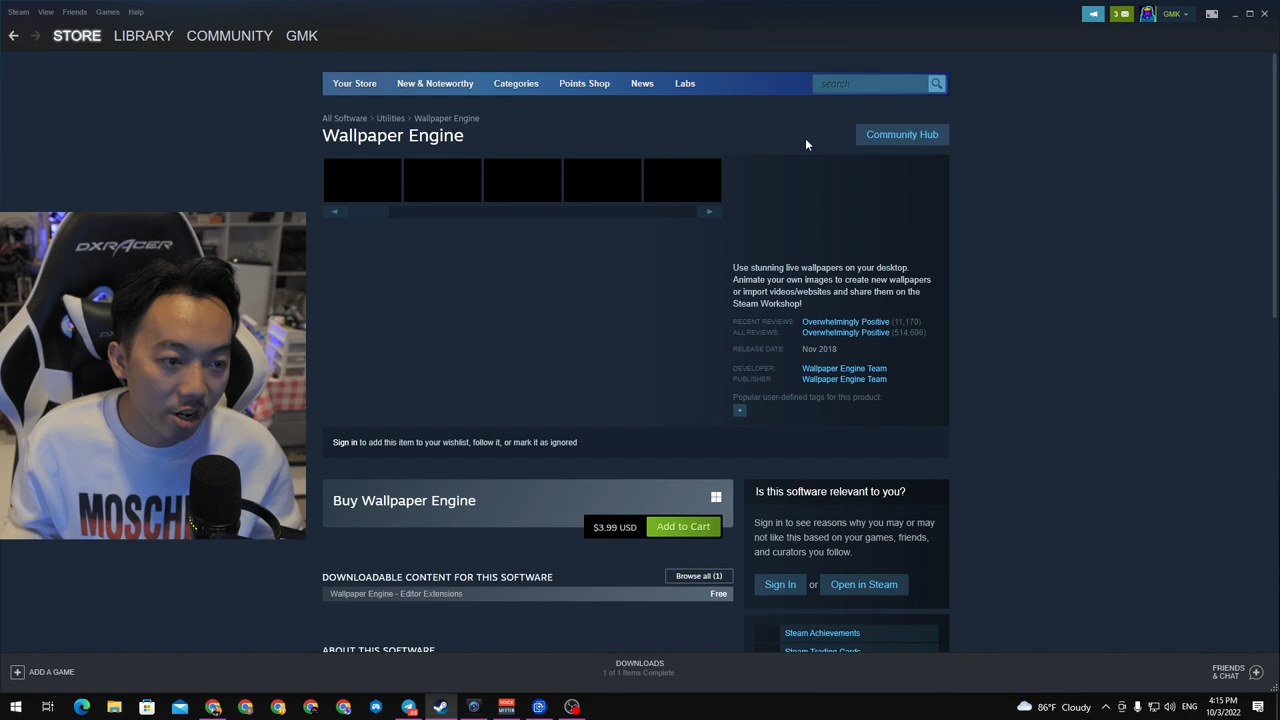 Steam View Friends Games Help
3
GMK
STORE LIBRARY COMMUNITY GMK
Your Store New & Noteworthy Categories Points Shop News Labs
search
All Software > Utilities > Wallpaper Engine
Wallpaper Engine
Community Hub
Use stunning live wallpapers on your desktop.
Animate your own images to create new wallpapers
or import videos/websites and share them on the
Steam Workshop!
RECENT REVIEWS: Overwhelmingly Positive (11,170)
ALL REVIEWS: Overwhelmingly Positive (514,696)
RELEASE DATE: Nov 2018
DEVELOPER: Wallpaper Engine Team
PUBLISHER: Wallpaper Engine Team
Popular user-defined tags for this product:
+
DXRACER
MOSCHI
Sign in to add this item to your wishlist, follow it, or mark it as ignored
Buy Wallpaper Engine
$3.99 USD Add to Cart
Is this software relevant to you?
Sign in to see reasons why you may or may
not like this based on your games, friends,
and curators you follow.
Sign In or Open in Steam
DOWNLOADABLE CONTENT FOR THIS SOFTWARE Browse all (1)
Wallpaper Engine - Editor Extensions Free
Steam Achievements
Steam Trading Cards
ABOUT THIS SOFTWARE
ADD A GAME
DOWNLOADS
1 of 1 Items Complete
FRIENDS
& CHAT
86°F Cloudy
ENG
4:15 PM
10/3/2022